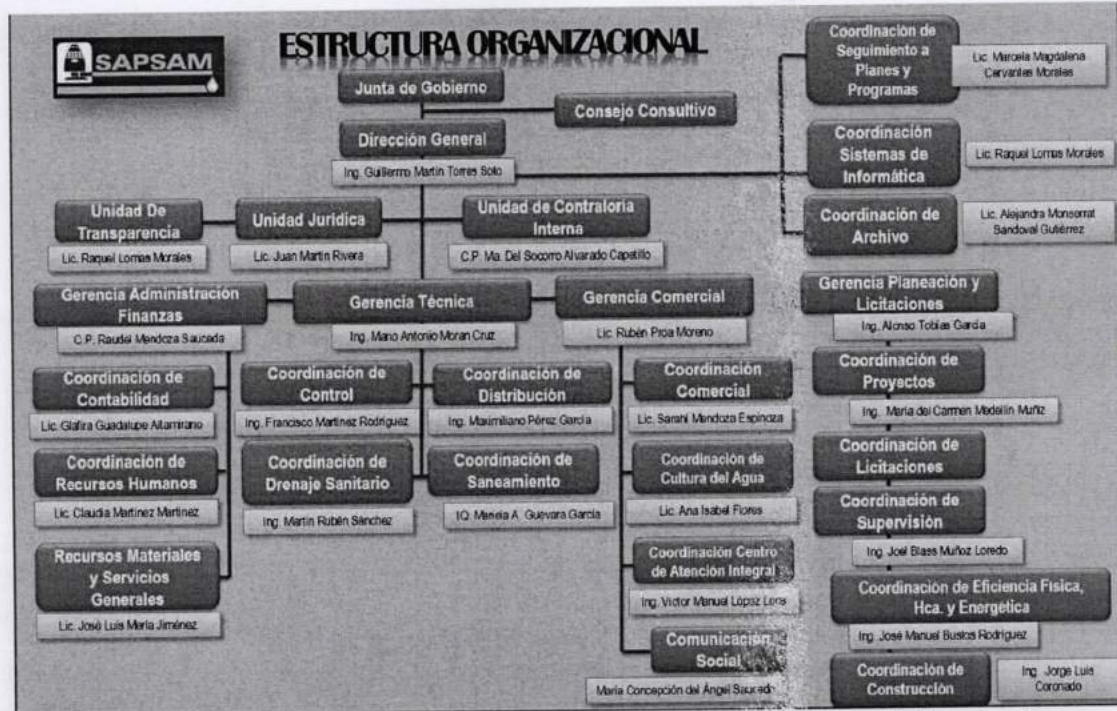 SAPSAM
ESTRUCTURA ORGANIZACIONAL
Junta de Gobierno
Consejo Consultivo
Dirección General
Ing. Guillermo Martin Torres Soto
Coordinación de
Seguimiento a
Planes y
Programas
Lic. Marcela Magdalena
Cervantes Morales
Coordinación
Sistemas de
Informática
Lic. Raquel Lomas Morales
Coordinación de
Archivo
Lic. Alejandra Monserrat
Sandoval Gutiérrez
Unidad De
Transparencia
Lic. Raquel Lomas Morales
Unidad Jurídica
Lic. Juan Martin Rivera
Unidad de Contraloría
Interna
C.P. Ma. Del Socorro Alvarado Capetillo
Gerencia Administración
Finanzas
C.P. Raudel Mendoza Sauceda
Gerencia Técnica
Ing. Mario Antonio Moran Cruz
Gerencia Comercial
Lic. Rubén Proa Moreno
Gerencia Planeación y
Licitaciones
Ing. Alonso Tobías García
Coordinación de
Contabilidad
Lic. Glafira Guadalupe Altamirano
Coordinación de
Recursos Humanos
Lic. Claudia Martinez Martinez
Recursos Materiales
y Servicios
Generales
Lic. José Luis Merla Jiménez
Coordinación de
Control
Ing. Francisco Martinez Rodríguez
Coordinación de
Distribución
Ing. Maximiliano Pérez García
Coordinación de
Drenaje Sanitario
Ing. Martin Rubén Sánchez
Coordinación de
Saneamiento
IQ. A. Guevara García
Coordinación
Comercial
Lic. Sarahí Mendoza Espinoza
Coordinación de
Cultura del Agua
Lic. Ana Isabel Flores
Coordinación Centro
de Atención Integral
Ing. Victor Manuel López
Comunicación
Social
María Concepción del Ángel Saucedo
Coordinación de
Proyectos
Ing. María del Carmen Medellín Muñiz
Coordinación de
Licitaciones
Coordinación de
Supervisión
Ing. Joel Blass Muñoz Loredo
Coordinación de Eficiencia Física,
Hca. y Energética
Ing. José Manuel Bustos Rodríguez
Coordinación de
Construcción
Ing. Jorge Luis
Coronado